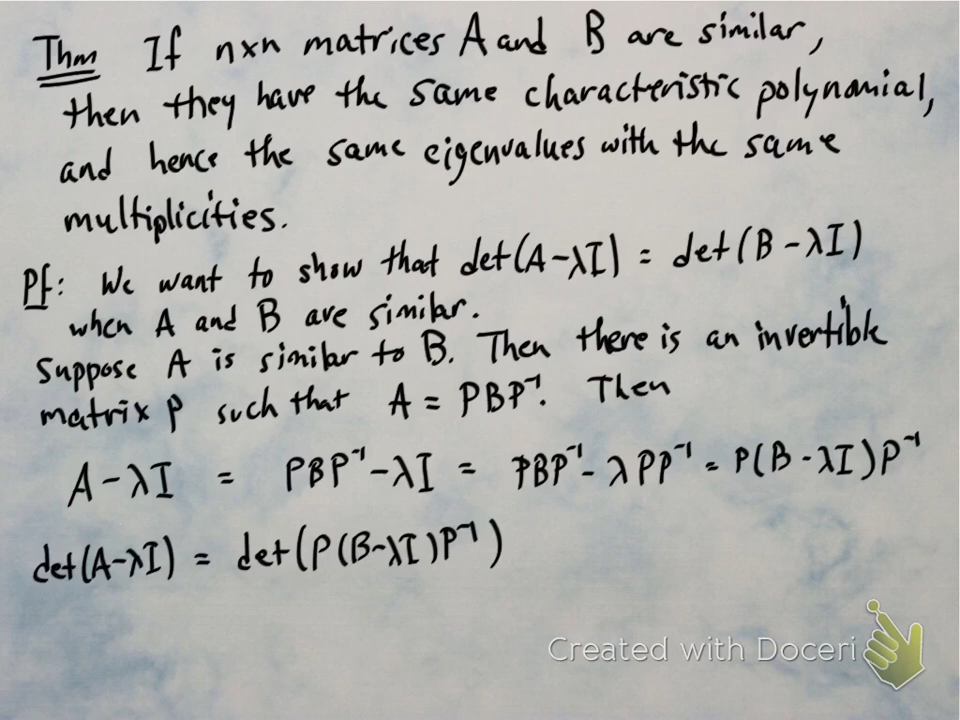 Thm If n×n matrices A and B are similar,
then they have the same characteristic polynomial,
and hence the same eigenvalues with the same
multiplicities.
Pf: We want to show that det(A-λI) = det(B-λI)
when A and B are similar.
Suppose A is similar to B. Then there is an invertible
matrix P such that A = PBP⁻¹. Then
A-λI = PBP⁻¹-λI = PBP⁻¹-λPP⁻¹ = P(B-λI)P⁻¹
det(A-λI) = det(P(B-λI)P⁻¹)
Created with Doceri